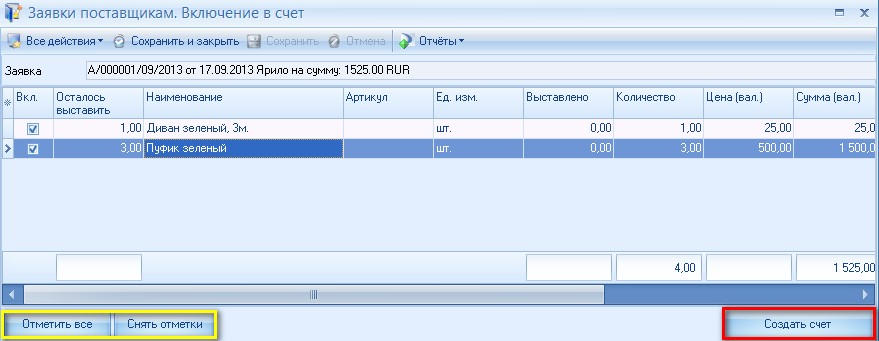 Заявки поставщикам. Включение в счет
Все действия Сохранить и закрыть Сохранить Отмена Отчёты
Заявка А/000001/09/2013 от 17.09.2013 Ярило на сумму: 1525.00 RUR
Вкл. Осталось выставить Наименование Артикул Ед. изм. Выставлено Количество Цена (вал.) Сумма (вал.)
1,00 Диван зеленый, 3м. шт. 0,00 1,00 25,00 25,0
3,00 Пуфик зеленый шт. 0,00 3,00 500,00 1 500,0
4,00 1 525,00
Отметить все Снять отметки Создать счет